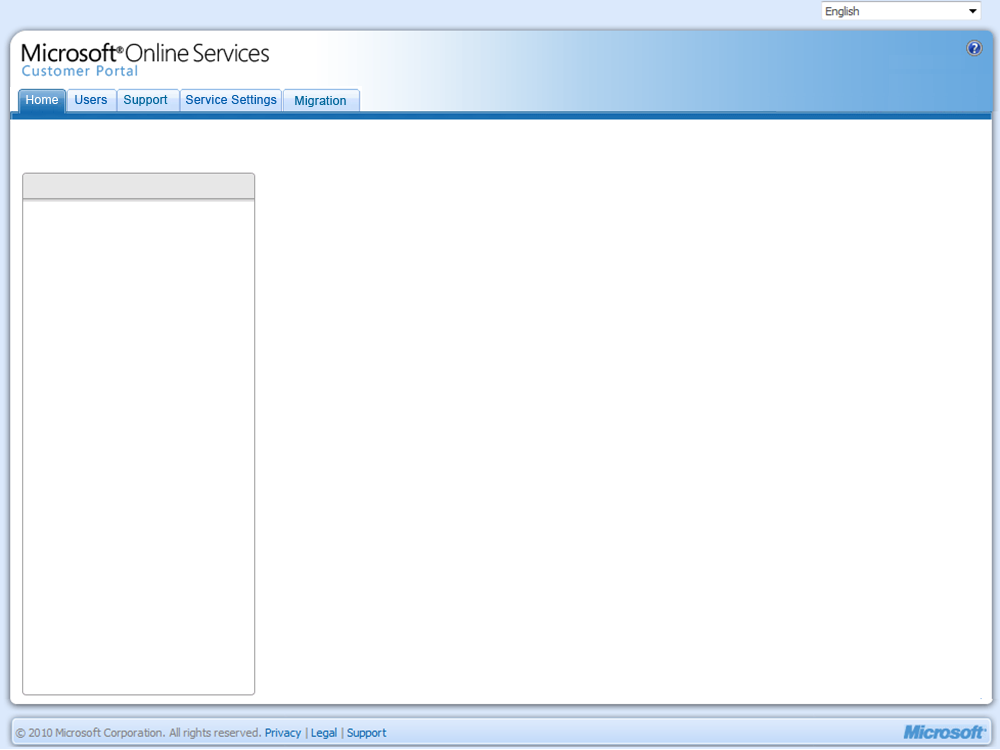 English
Microsoft® Online Services
Customer Portal
?
Home Users Support Service Settings Migration
© 2010 Microsoft Corporation. All rights reserved. Privacy | Legal | Support
Microsoft®